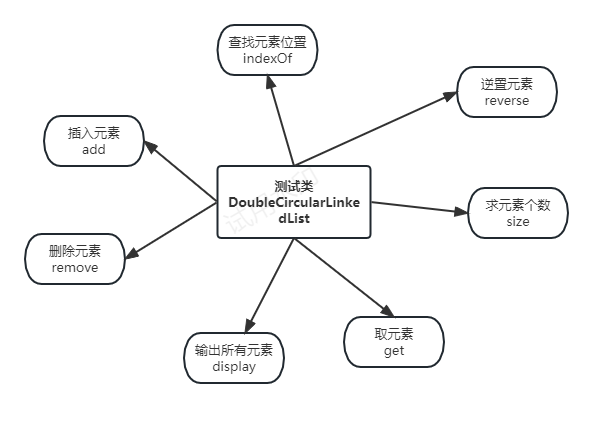 查找元素位置
indexOf
逆置元素
reverse
插入元素
add
测试类
DoubleCircularLinke
dList
求元素个数
size
删除元素
remove
取元素
get
输出所有元素
display